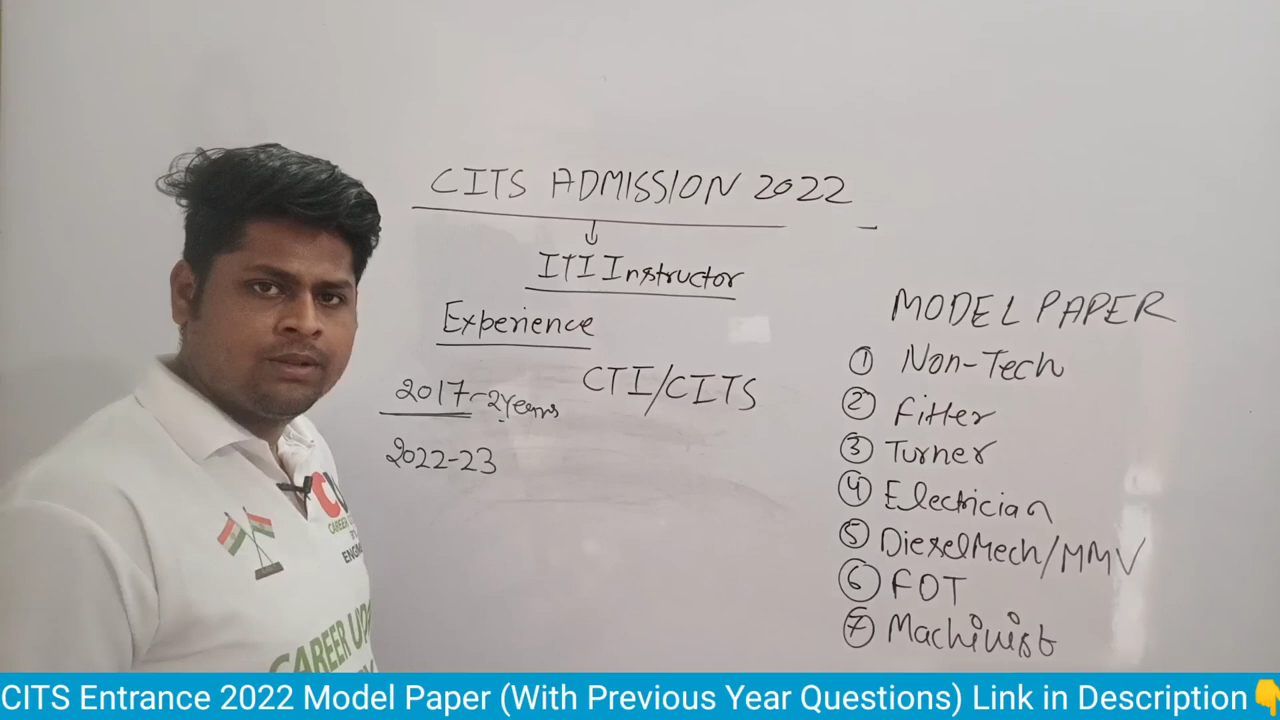 CITS ADMISSION 2022
ITI Instructor
Experience
2017-2Years
CTI/CITS
2022-23
MODEL PAPER
① Non-Tech
② Fitter
③ Turner
④ Electrician
⑤ DieselMech/MMV
⑥ FOT
⑦ Machinist
CAREER
CAREER UP
CITS Entrance 2022 Model Paper (With Previous Year Questions) Link in Description👇